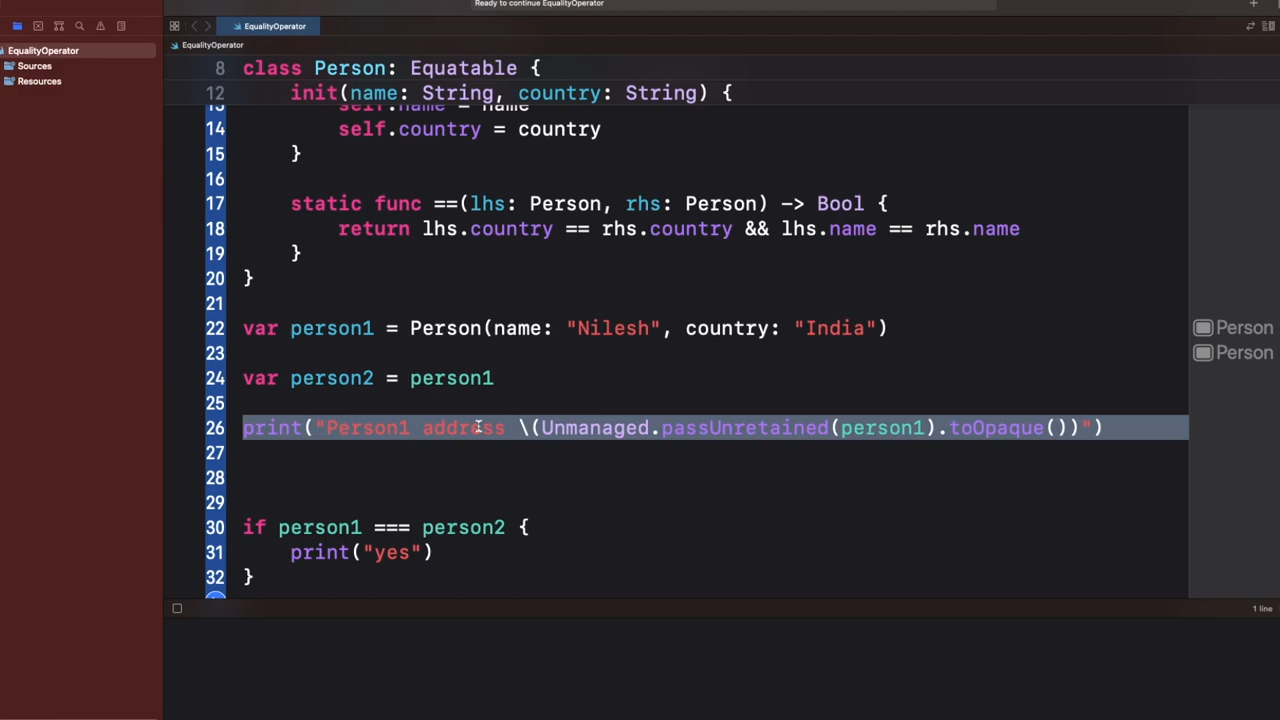 Ready to continue EqualityOperator
EqualityOperator
EqualityOperator
EqualityOperator
Sources
Resources
8 class Person: Equatable {
12 init(name: String, country: String) {
13 self.name = name
14 self.country = country
15 }
16
17 static func ==(lhs: Person, rhs: Person) -> Bool {
18 return lhs.country == rhs.country && lhs.name == rhs.name
19 }
20 }
21
22 var person1 = Person(name: "Nilesh", country: "India")
Person
23
Person
24 var person2 = person1
25
26 print("Person1 address \(Unmanaged.passUnretained(person1).toOpaque())")
27
28
29
30 if person1 === person2 {
31 print("yes")
32 }
1 line